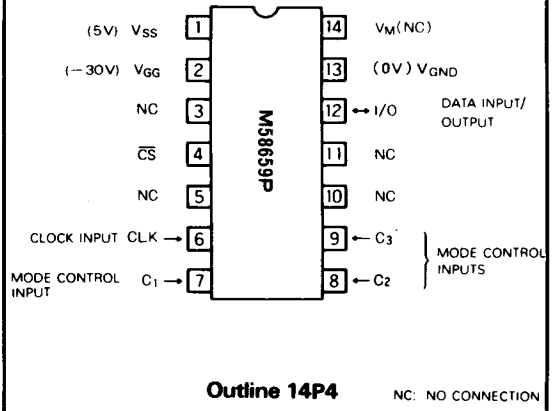 (5V) VSS 1
14 VM(NC)
(−30V) VGG 2
13 (0V) VGND
NC 3
12 ↔ I/O DATA INPUT/
OUTPUT
CS̅ 4
11 NC
NC 5
10 NC
CLOCK INPUT CLK → 6
9 ← C3
MODE CONTROL
INPUTS
MODE CONTROL
INPUT
C1 → 7
8 ← C2
M58659P
Outline 14P4
NC: NO CONNECTION